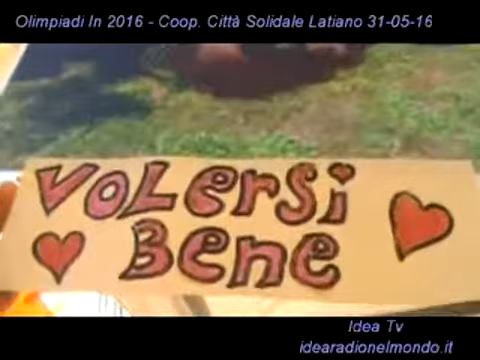 Olimpiadi In 2016 - Coop. Città Solidale Latiano 31-05-16
VOLersi
Bene
Idea Tv
idearadionelmondo.it